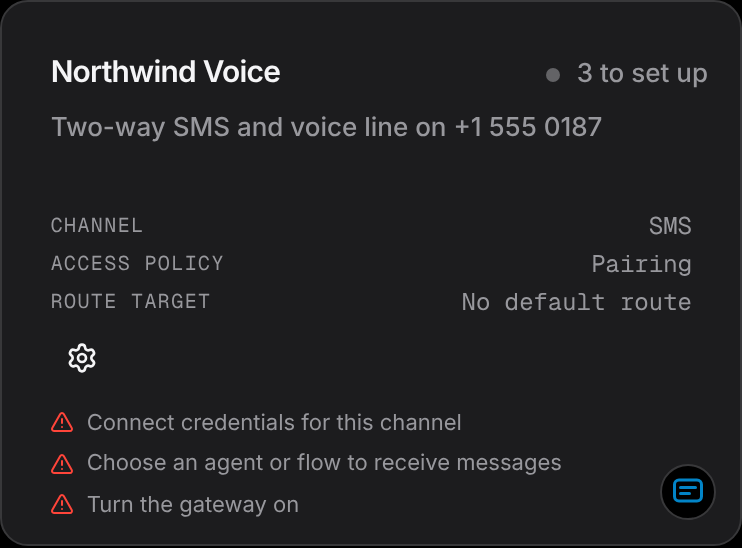 Northwind Voice
3 to set up
Two-way SMS and voice line on +1 555 0187
CHANNEL SMS
ACCESS POLICY Pairing
ROUTE TARGET No default route
Connect credentials for this channel
Choose an agent or flow to receive messages
Turn the gateway on